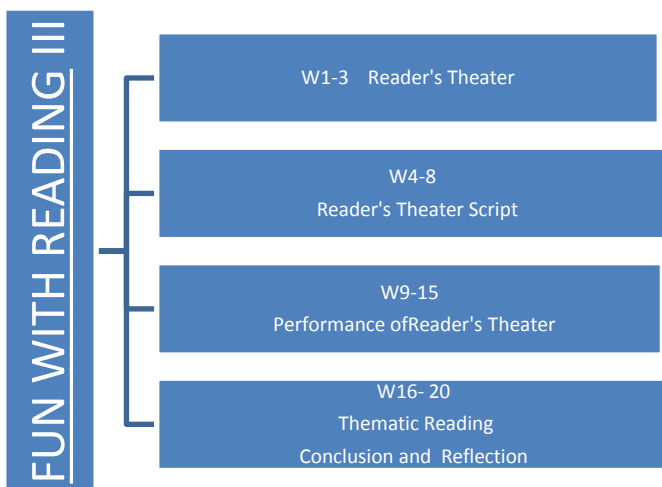 FUN WITH READING III
W1-3 Reader's Theater
W4-8
Reader's Theater Script
W9-15
Performance ofReader's Theater
W16- 20
Thematic Reading
Conclusion and Reflection